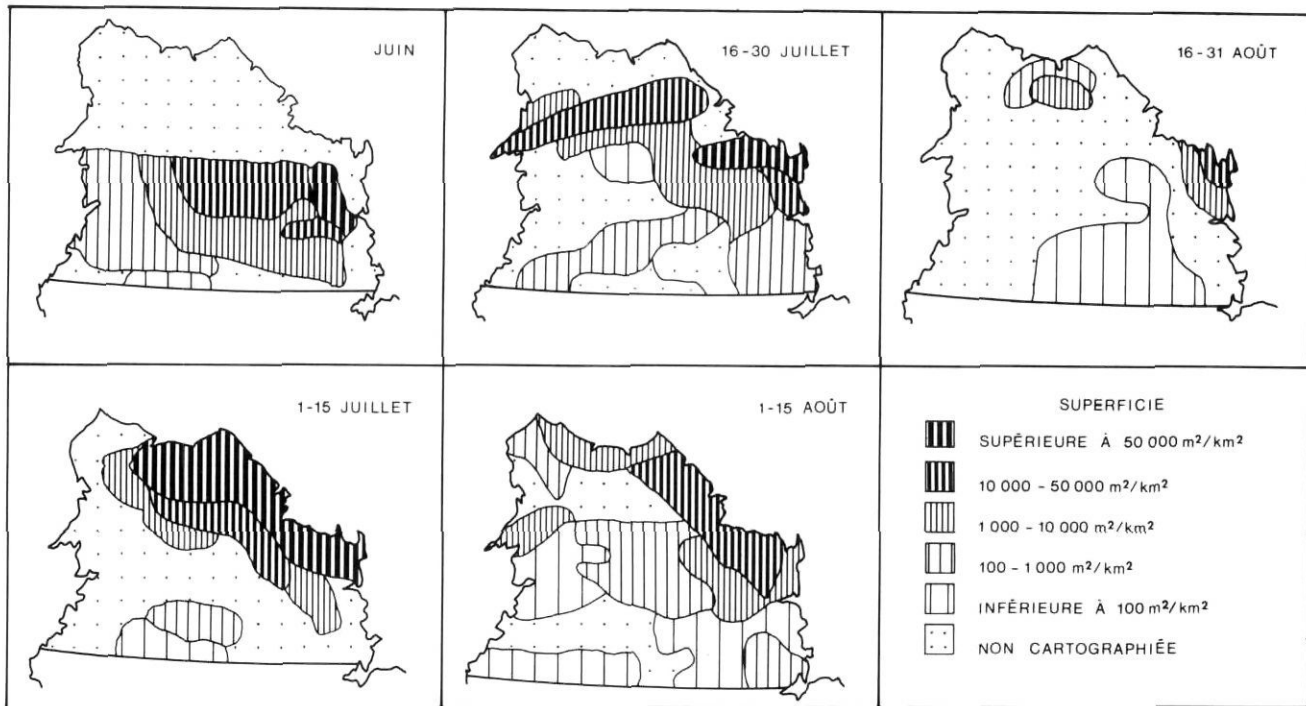 JUIN
16-30 JUILLET
16-31 AOÛT
1-15 JUILLET
1-15 AOÛT
SUPERFICIE
SUPÉRIEURE À 50 000 m²/km²
10 000 - 50 000 m²/km²
1 000 - 10 000 m²/km²
100 - 1 000 m²/km²
INFÉRIEURE À 100 m²/km²
NON CARTOGRAPHIÉE